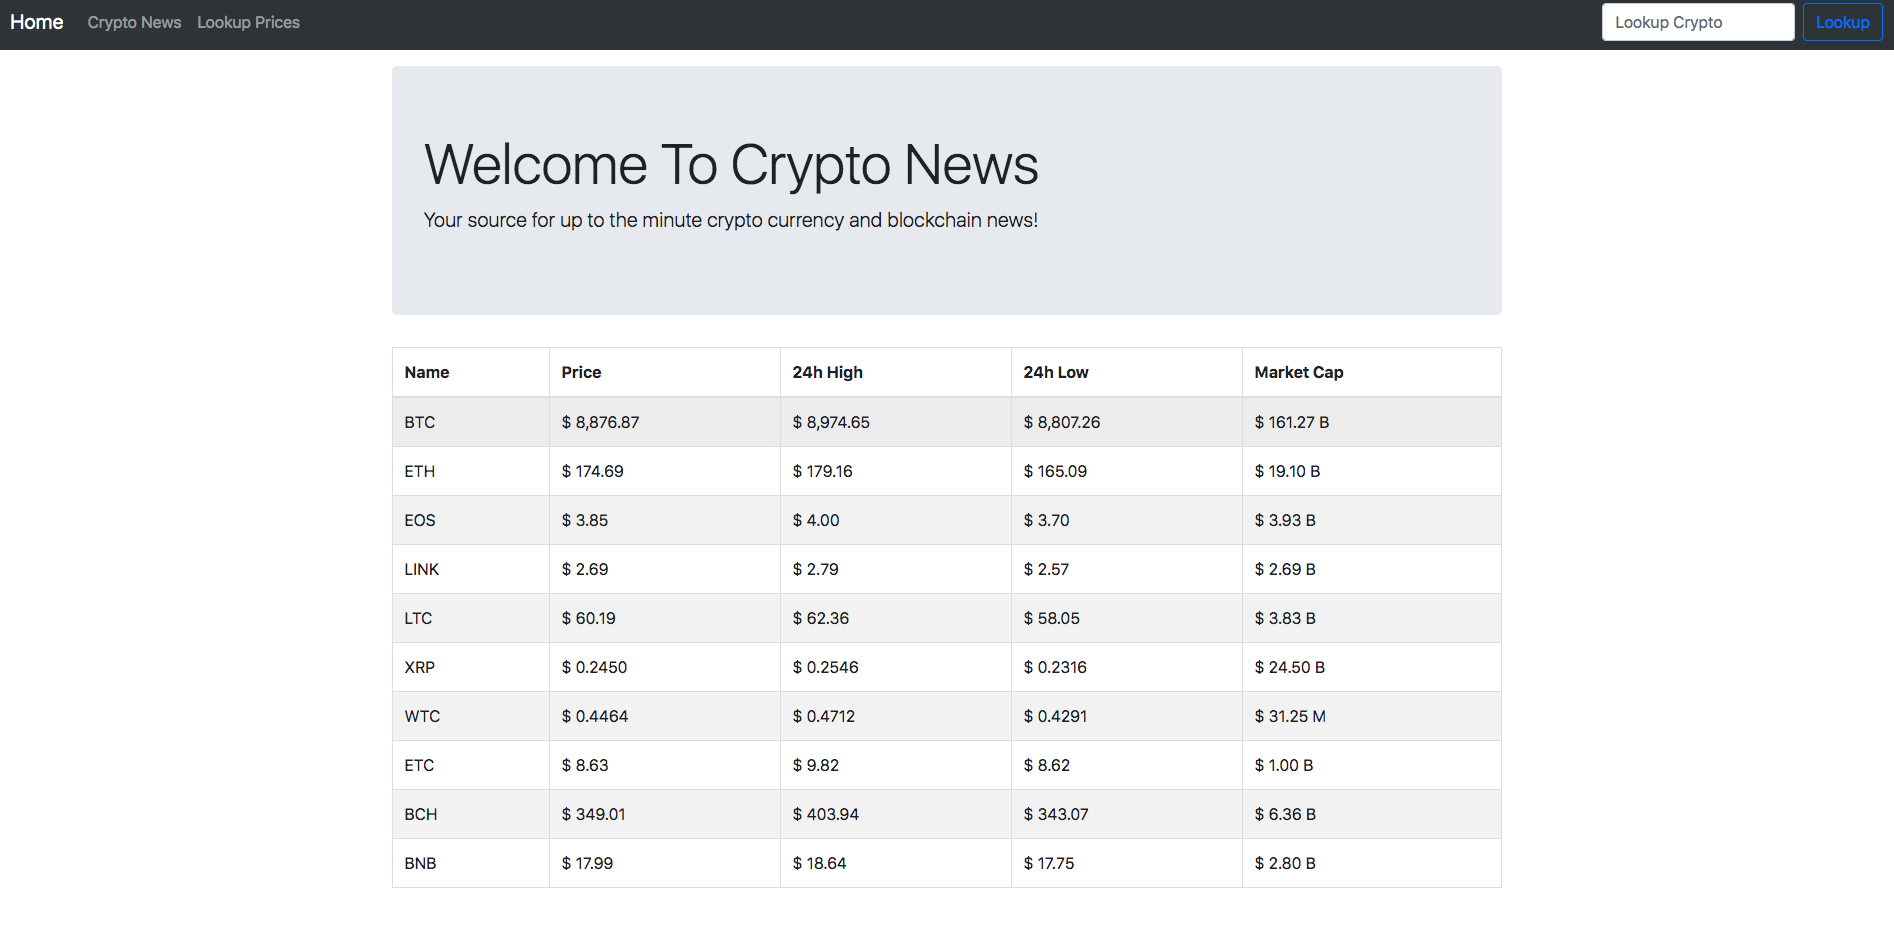 Home Crypto News Lookup Prices Lookup Crypto Lookup
Welcome To Crypto News
Your source for up to the minute crypto currency and blockchain news!
Name Price 24h High 24h Low Market Cap
BTC $ 8,876.87 $ 8,974.65 $ 8,807.26 $ 161.27 B
ETH $ 174.69 $ 179.16 $ 165.09 $ 19.10 B
EOS $ 3.85 $ 4.00 $ 3.70 $ 3.93 B
LINK $ 2.69 $ 2.79 $ 2.57 $ 2.69 B
LTC $ 60.19 $ 62.36 $ 58.05 $ 3.83 B
XRP $ 0.2450 $ 0.2546 $ 0.2316 $ 24.50 B
WTC $ 0.4464 $ 0.4712 $ 0.4291 $ 31.25 M
ETC $ 8.63 $ 9.82 $ 8.62 $ 1.00 B
BCH $ 349.01 $ 403.94 $ 343.07 $ 6.36 B
BNB $ 17.99 $ 18.64 $ 17.75 $ 2.80 B